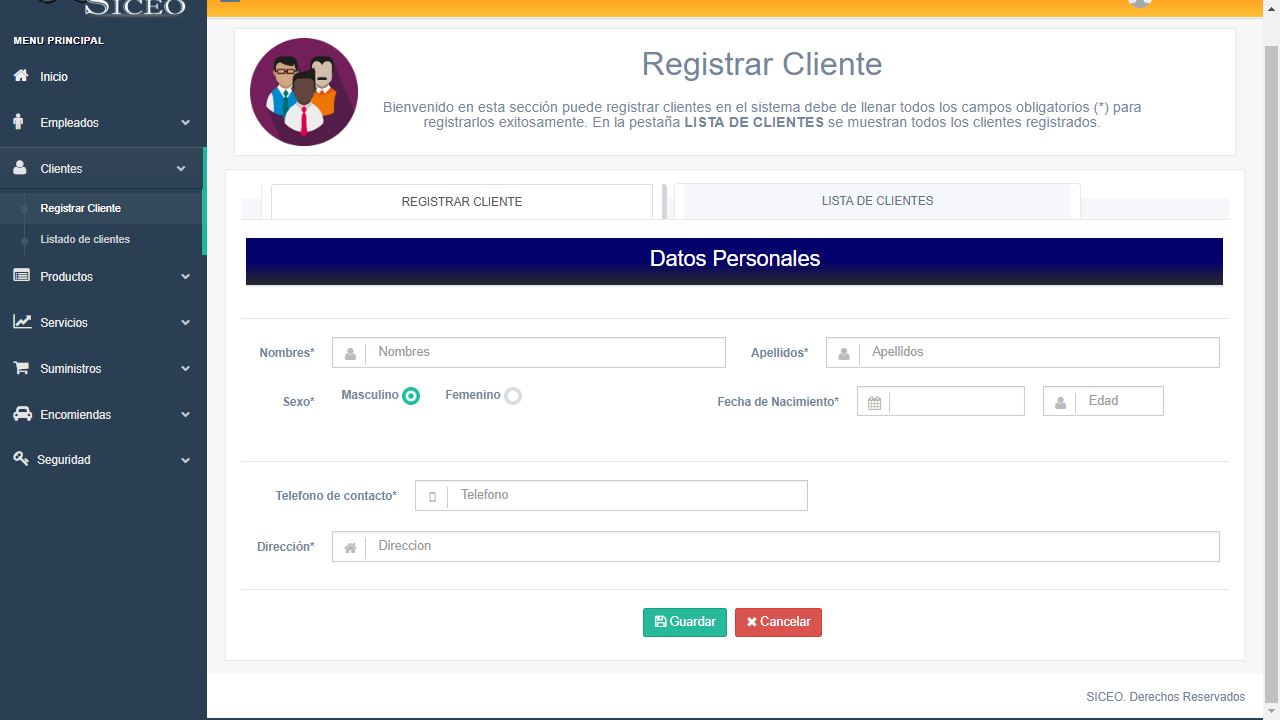 SICEO
MENU PRINCIPAL
Inicio
Empleados
Clientes
Registrar Cliente
Listado de clientes
Productos
Servicios
Suministros
Encomiendas
Seguridad
Registrar Cliente
Bienvenido en esta sección puede registrar clientes en el sistema debe de llenar todos los campos obligatorios (*) para
registrarlos exitosamente. En la pestaña LISTA DE CLIENTES se muestran todos los clientes registrados.
REGISTRAR CLIENTE LISTA DE CLIENTES
Datos Personales
Nombres* Nombres Apellidos* Apellidos
Sexo* Masculino Femenino Fecha de Nacimiento* Edad
Telefono de contacto* Telefono
Dirección* Direccion
Guardar Cancelar
SICEO. Derechos Reservados